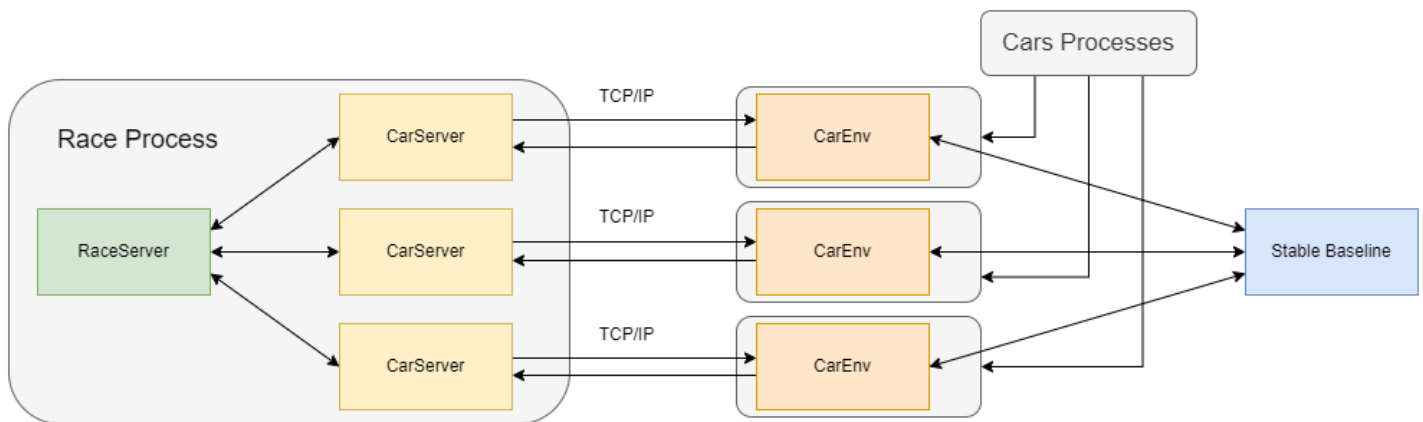 Cars Processes
TCP/IP
Race Process
CarServer
CarEnv
TCP/IP
RaceServer
CarServer
CarEnv
Stable Baseline
TCP/IP
CarServer
CarEnv